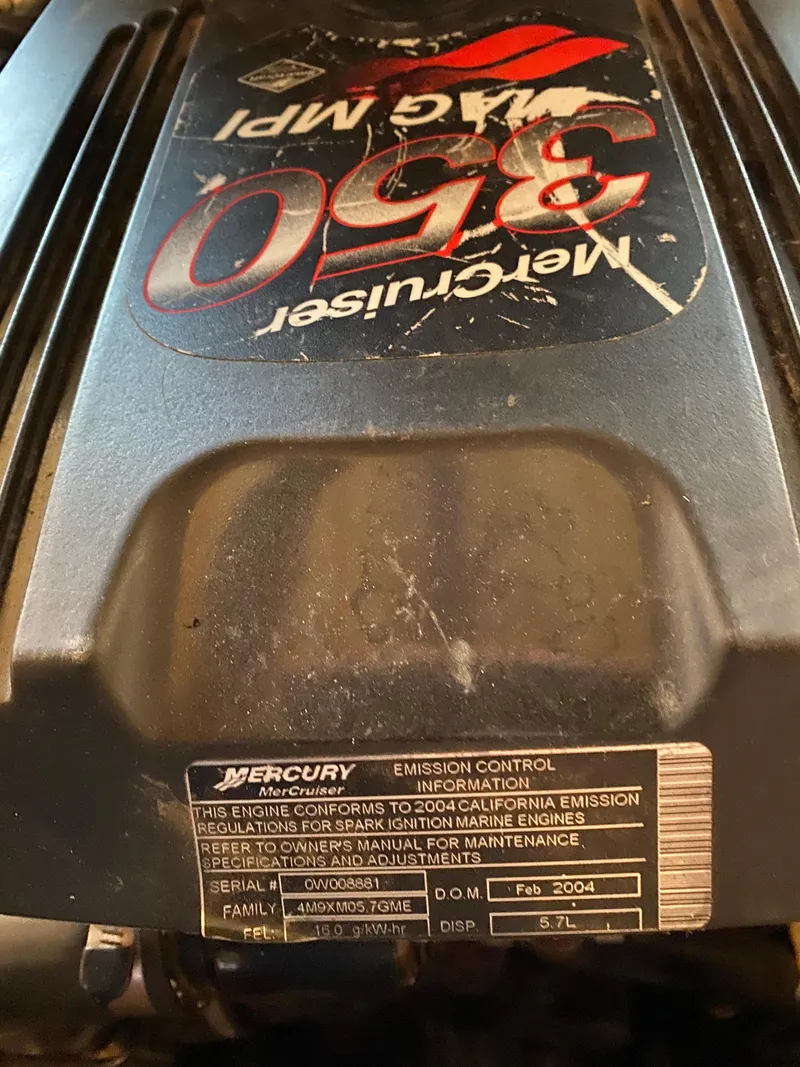 MerCruiser
350
MAG MPI
MERCURY
MerCruiser
EMISSION CONTROL
INFORMATION
THIS ENGINE CONFORMS TO 2004 CALIFORNIA EMISSION
REGULATIONS FOR SPARK IGNITION MARINE ENGINES
REFER TO OWNER'S MANUAL FOR MAINTENANCE,
SPECIFICATIONS AND ADJUSTMENTS
SERIAL # 0W008881
D.O.M. Feb 2004
FAMILY 4M9XM05.7GME
FEL: 16.0 g/kW-hr
DISP. 5.7L